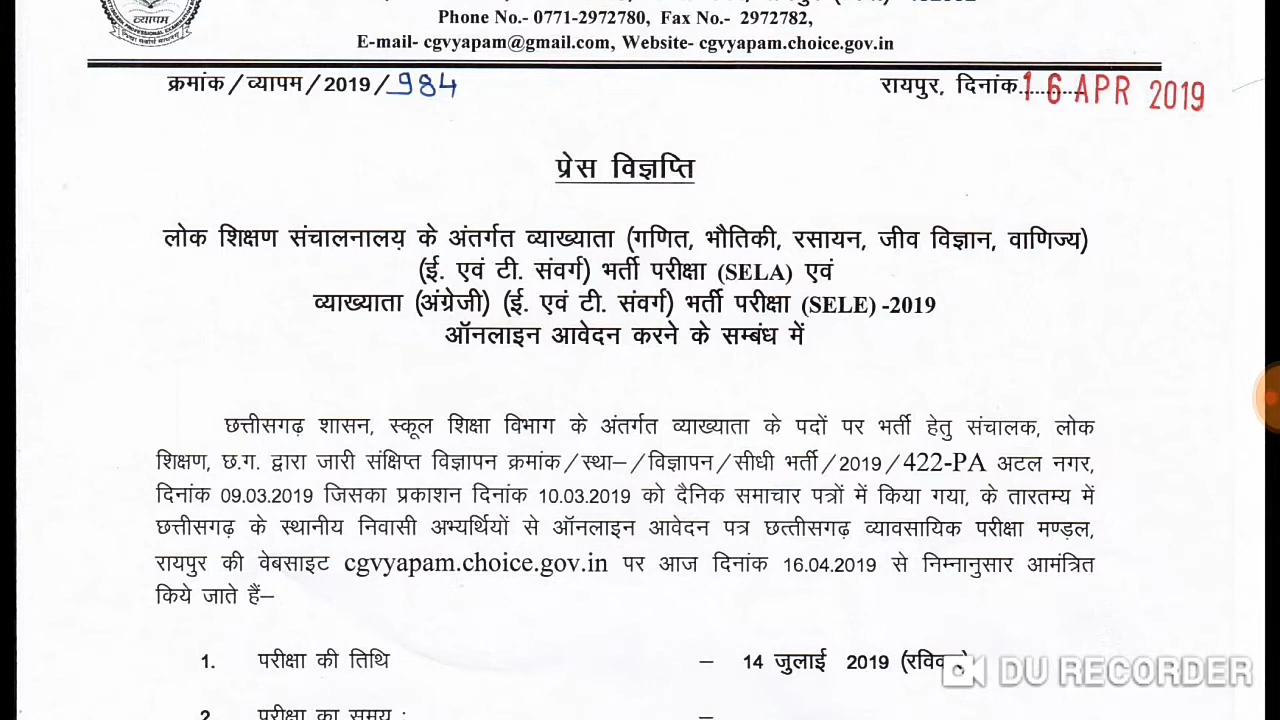 व्यापम
Phone No.- 0771-2972780, Fax No.- 2972782,
E-mail- cgvyapam@gmail.com, Website- cgvyapam.choice.gov.in
क्रमांक/व्यापम/2019/984
रायपुर, दिनांक..........16 APR 2019
प्रेस विज्ञप्ति
लोक शिक्षण संचालनालय के अंतर्गत व्याख्याता (गणित, भौतिकी, रसायन, जीव विज्ञान, वाणिज्य)
(ई. एवं टी. संवर्ग) भर्ती परीक्षा (SELA) एवं
व्याख्याता (अंग्रेजी) (ई. एवं टी. संवर्ग) भर्ती परीक्षा (SELE) -2019
ऑनलाइन आवेदन करने के सम्बंध में
छत्तीसगढ़ शासन, स्कूल शिक्षा विभाग के अंतर्गत व्याख्याता के पदों पर भर्ती हेतु संचालक, लोक
शिक्षण, छ.ग. द्वारा जारी संक्षिप्त विज्ञापन क्रमांक/स्था–/विज्ञापन/सीधी भर्ती/2019/422-PA अटल नगर,
दिनांक 09.03.2019 जिसका प्रकाशन दिनांक 10.03.2019 को दैनिक समाचार पत्रों में किया गया, के तारतम्य में
छत्तीसगढ़ के स्थानीय निवासी अभ्यर्थियों से ऑनलाइन आवेदन पत्र छत्तीसगढ़ व्यावसायिक परीक्षा मण्डल,
रायपुर की वेबसाइट cgvyapam.choice.gov.in पर आज दिनांक 16.04.2019 से निम्नानुसार आमंत्रित
किये जाते हैं–
1. परीक्षा की तिथि – 14 जुलाई 2019
DU RECORDER
2. परीक्षा का समय : –